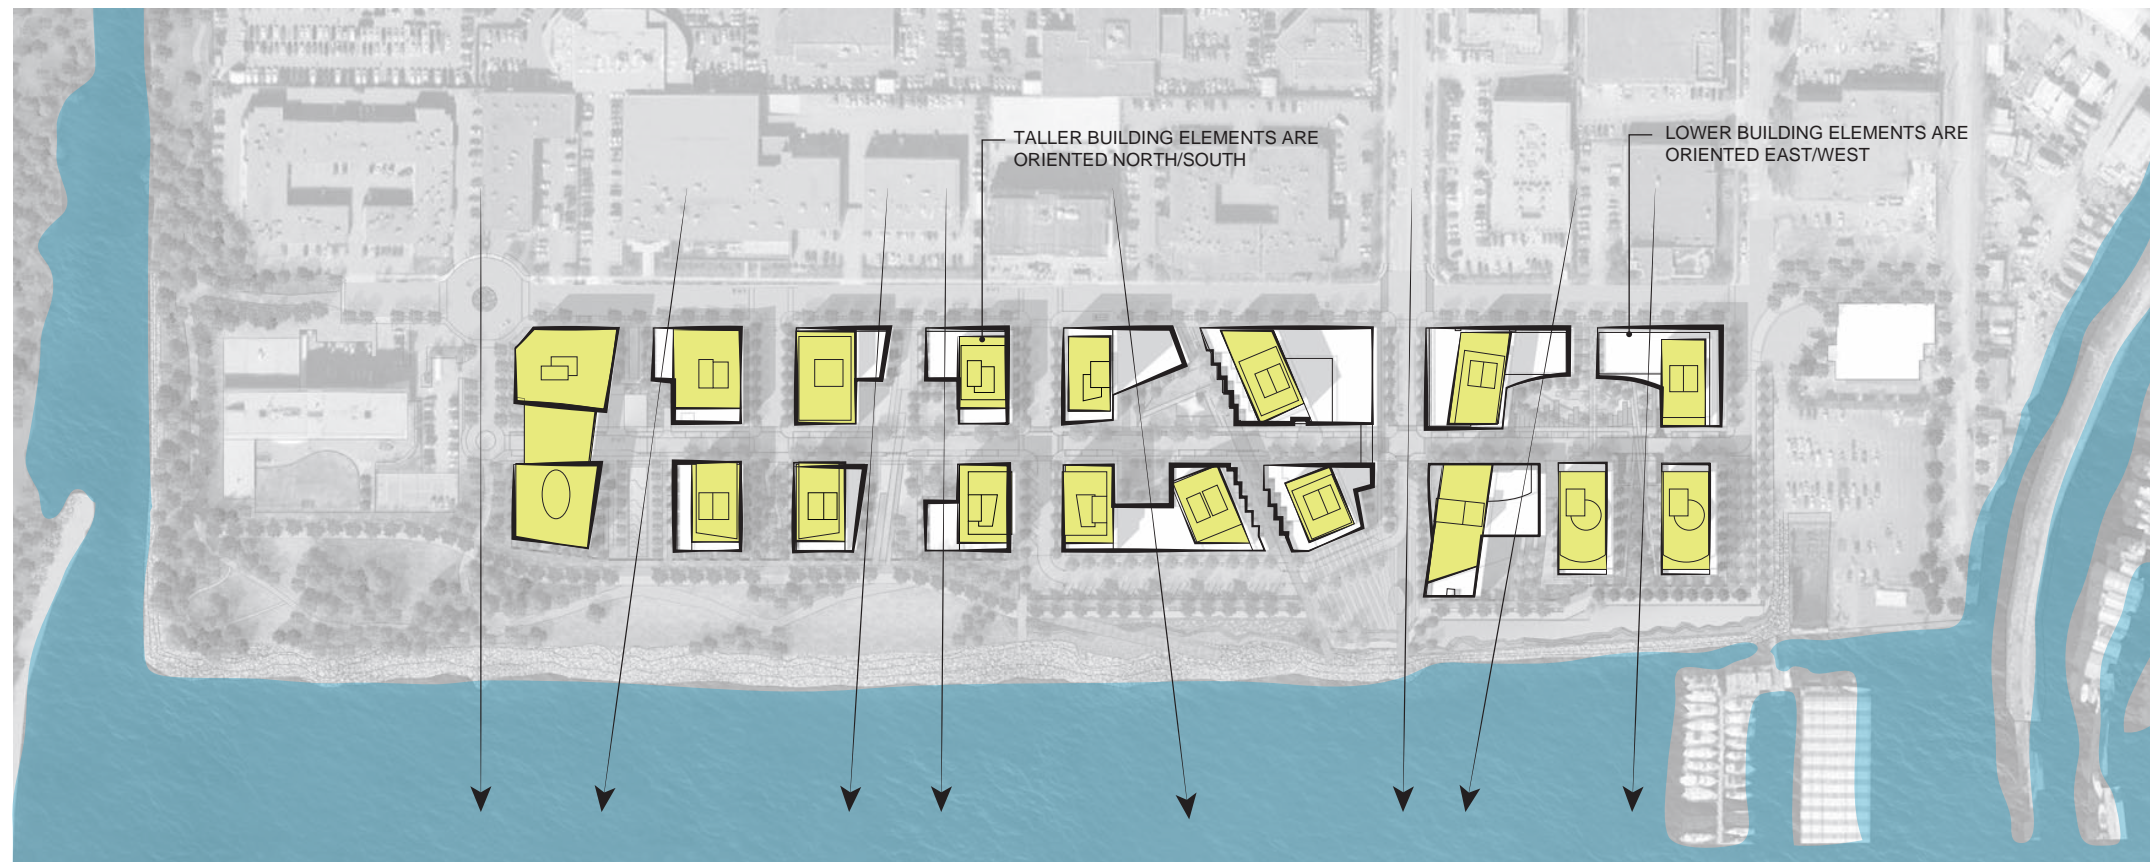 TALLER BUILDING ELEMENTS ARE
ORIENTED NORTH/SOUTH
LOWER BUILDING ELEMENTS ARE
ORIENTED EAST/WEST